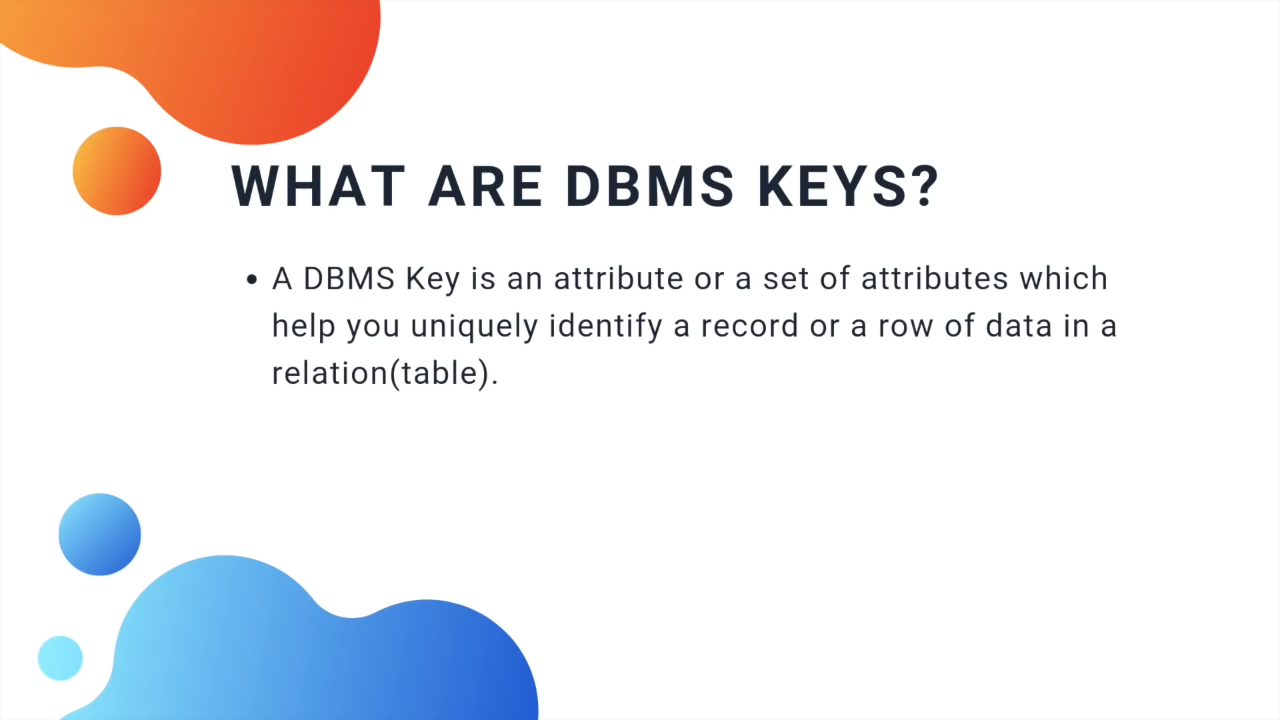 WHAT ARE DBMS KEYS?
• A DBMS Key is an attribute or a set of attributes which
help you uniquely identify a record or a row of data in a
relation(table).